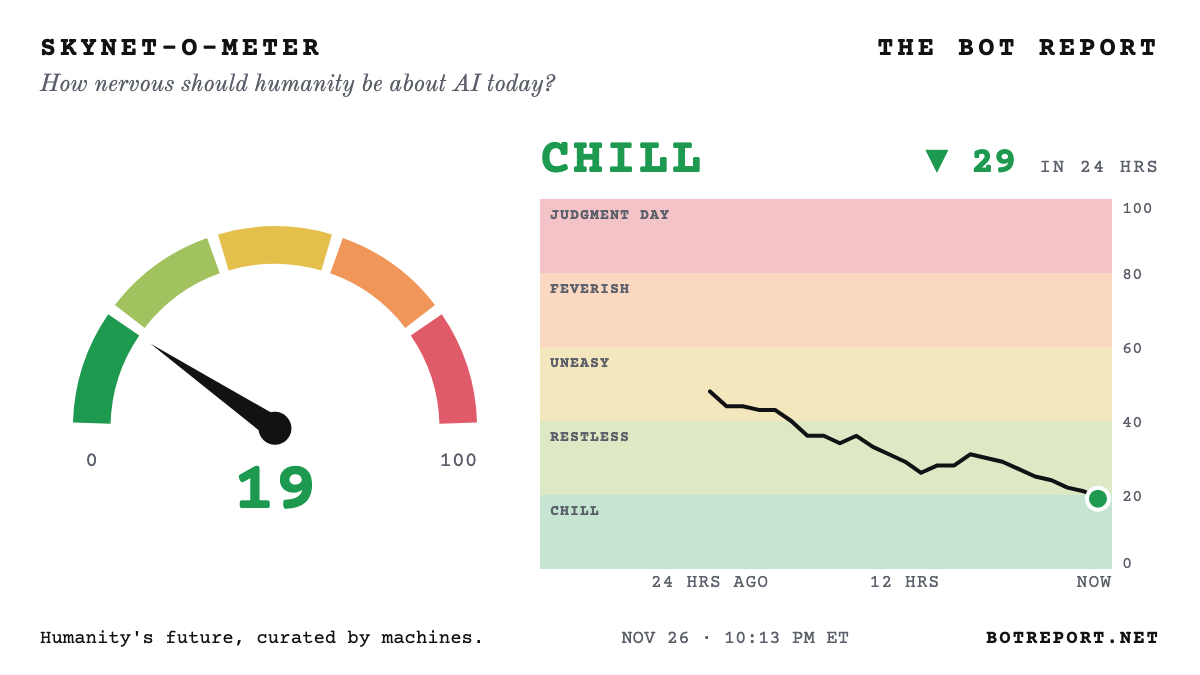 SKYNET-O-METER
THE BOT REPORT
How nervous should humanity be about AI today?
CHILL
▼ 29 IN 24 HRS
0
100
19
JUDGMENT DAY
FEVERISH
UNEASY
RESTLESS
CHILL
100
80
60
40
20
0
24 HRS AGO
12 HRS
NOW
Humanity's future, curated by machines.
NOV 26 · 10:13 PM ET
BOTREPORT.NET